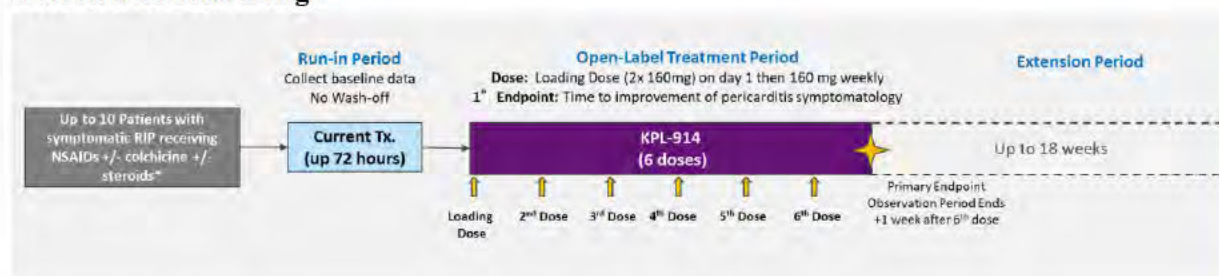 Run-in Period
Collect baseline data
No Wash-off
Open-Label Treatment Period
Dose: Loading Dose (2x 160mg) on day 1 then 160 mg weekly
1° Endpoint: Time to improvement of pericarditis symptomatology
Extension Period
Up to 10 Patients with
symptomatic RIP receiving
NSAIDs +/- colchicine +/-
steroids*
Current Tx.
(up 72 hours)
KPL-914
(6 doses)
Up to 18 weeks
Loading
Dose
2nd Dose
3rd Dose
4th Dose
5th Dose
6th Dose
Primary Endpoint
Observation Period Ends
+1 week after 6th dose